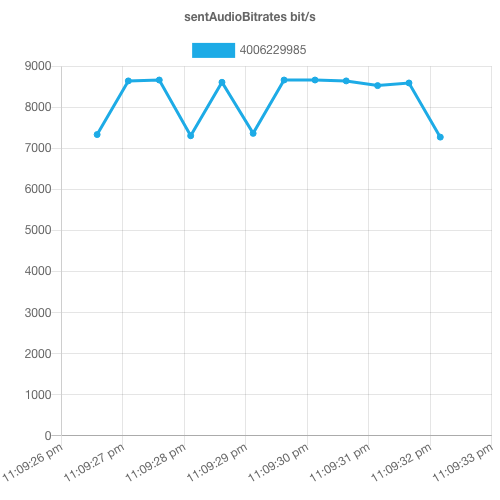 sentAudioBitrates bit/s
4006229985
9000
8000
7000
6000
5000
4000
3000
2000
1000
0
11:09:26 pm
11:09:27 pm
11:09:28 pm
11:09:29 pm
11:09:30 pm
11:09:31 pm
11:09:32 pm
11:09:33 pm